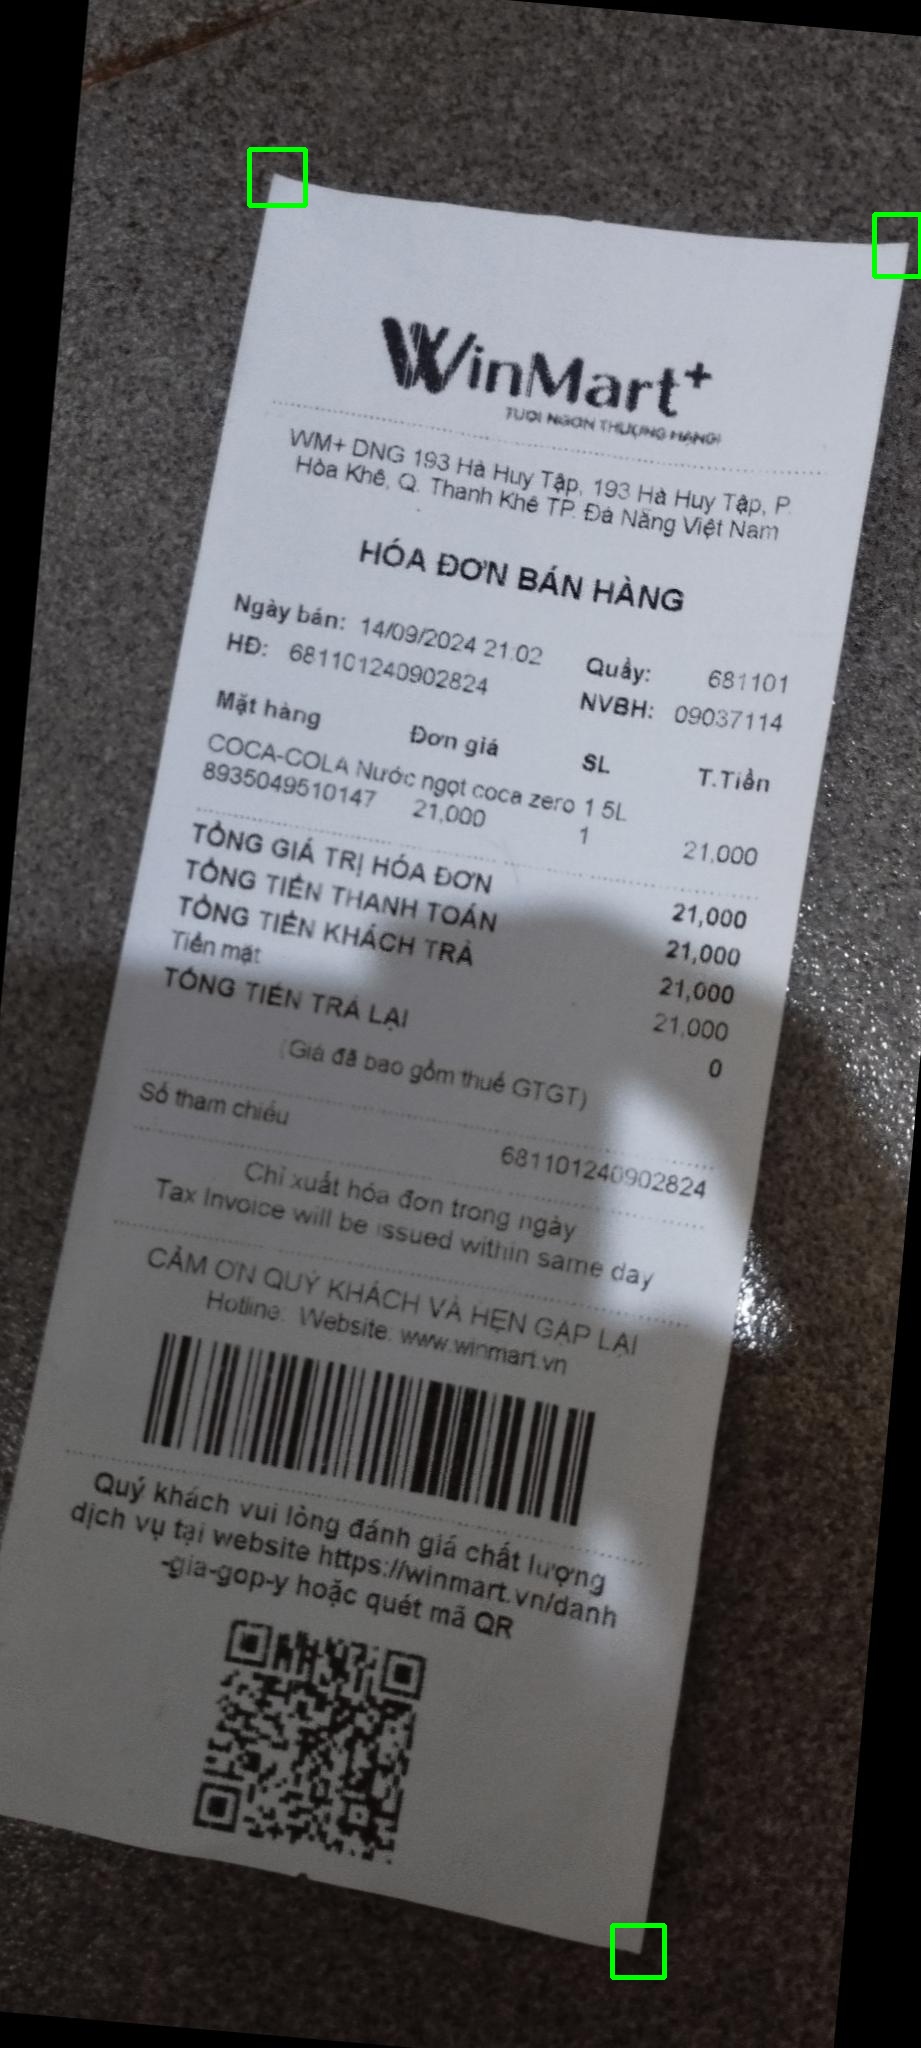 WinMart+
TƯƠI NGON THƯỢNG HẠNG!
WM+ DNG 193 Hà Huy Tập, 193 Hà Huy Tập, P.
Hòa Khê, Q. Thanh Khê TP. Đà Nẵng Việt Nam
HÓA ĐƠN BÁN HÀNG
Ngày bán: 14/09/2024 21:02 Quầy: 681101
HĐ: 681101240902824 NVBH: 09037114
Mặt hàng Đơn giá SL T.Tiền
COCA-COLA Nước ngọt coca zero 1.5L
8935049510147 21,000 1 21,000
TỔNG GIÁ TRỊ HÓA ĐƠN 21,000
TỔNG TIỀN THANH TOÁN 21,000
TỔNG TIỀN KHÁCH TRẢ 21,000
Tiền mặt 21,000
TỔNG TIỀN TRẢ LẠI 0
(Giá đã bao gồm thuế GTGT)
Số tham chiếu 681101240902824
Chỉ xuất hóa đơn trong ngày
Tax Invoice will be issued within same day
CẢM ƠN QUÝ KHÁCH VÀ HẸN GẶP LẠI
Hotline: Website: www.winmart.vn
Quý khách vui lòng đánh giá chất lượng
dịch vụ tại website https://winmart.vn/danh
-gia-gop-y hoặc quét mã QR